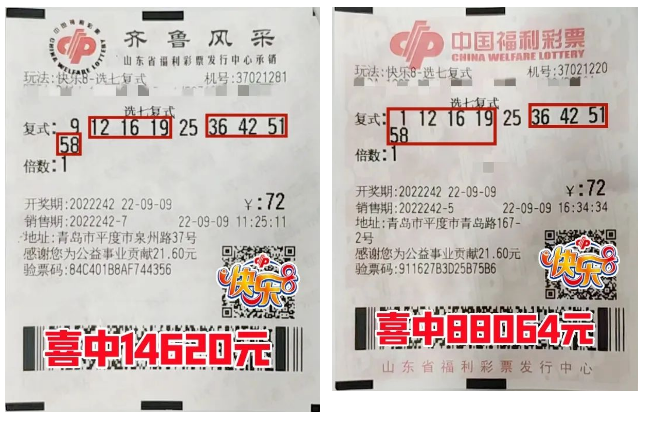 中国福利彩票
CHINA WELFARE LOTTERY
齐鲁风采
山东省福利彩票发行中心承销
玩法:快乐8-选七复式 机号:37021281
选七复式
复式: 9 12 16 19 25 36 42 51
58
倍数:1
开奖期:2022242 22-09-09 ￥:72
销售期:2022242-7 22-09-09 11:25:11
地址:青岛市平度市泉州路37号
感谢您为公益事业贡献21.60元
验票码:84C401B8AF744356
快乐8
喜中14620元
中国福利彩票
CHINA WELFARE LOTTERY
玩法:快乐8-选七复式 机号:37021220
选七复式
复式: 1 12 16 19 25 36 42 51
58
倍数:1
开奖期:2022242 22-09-09 ￥:72
销售期:2022242-5 22-09-09 16:34:34
地址:青岛市平度市青岛路167-
2号
感谢您为公益事业贡献21.60元
验票码:911627B3D25B75B6
快乐8
喜中88064元
山东省福利彩票发行中心